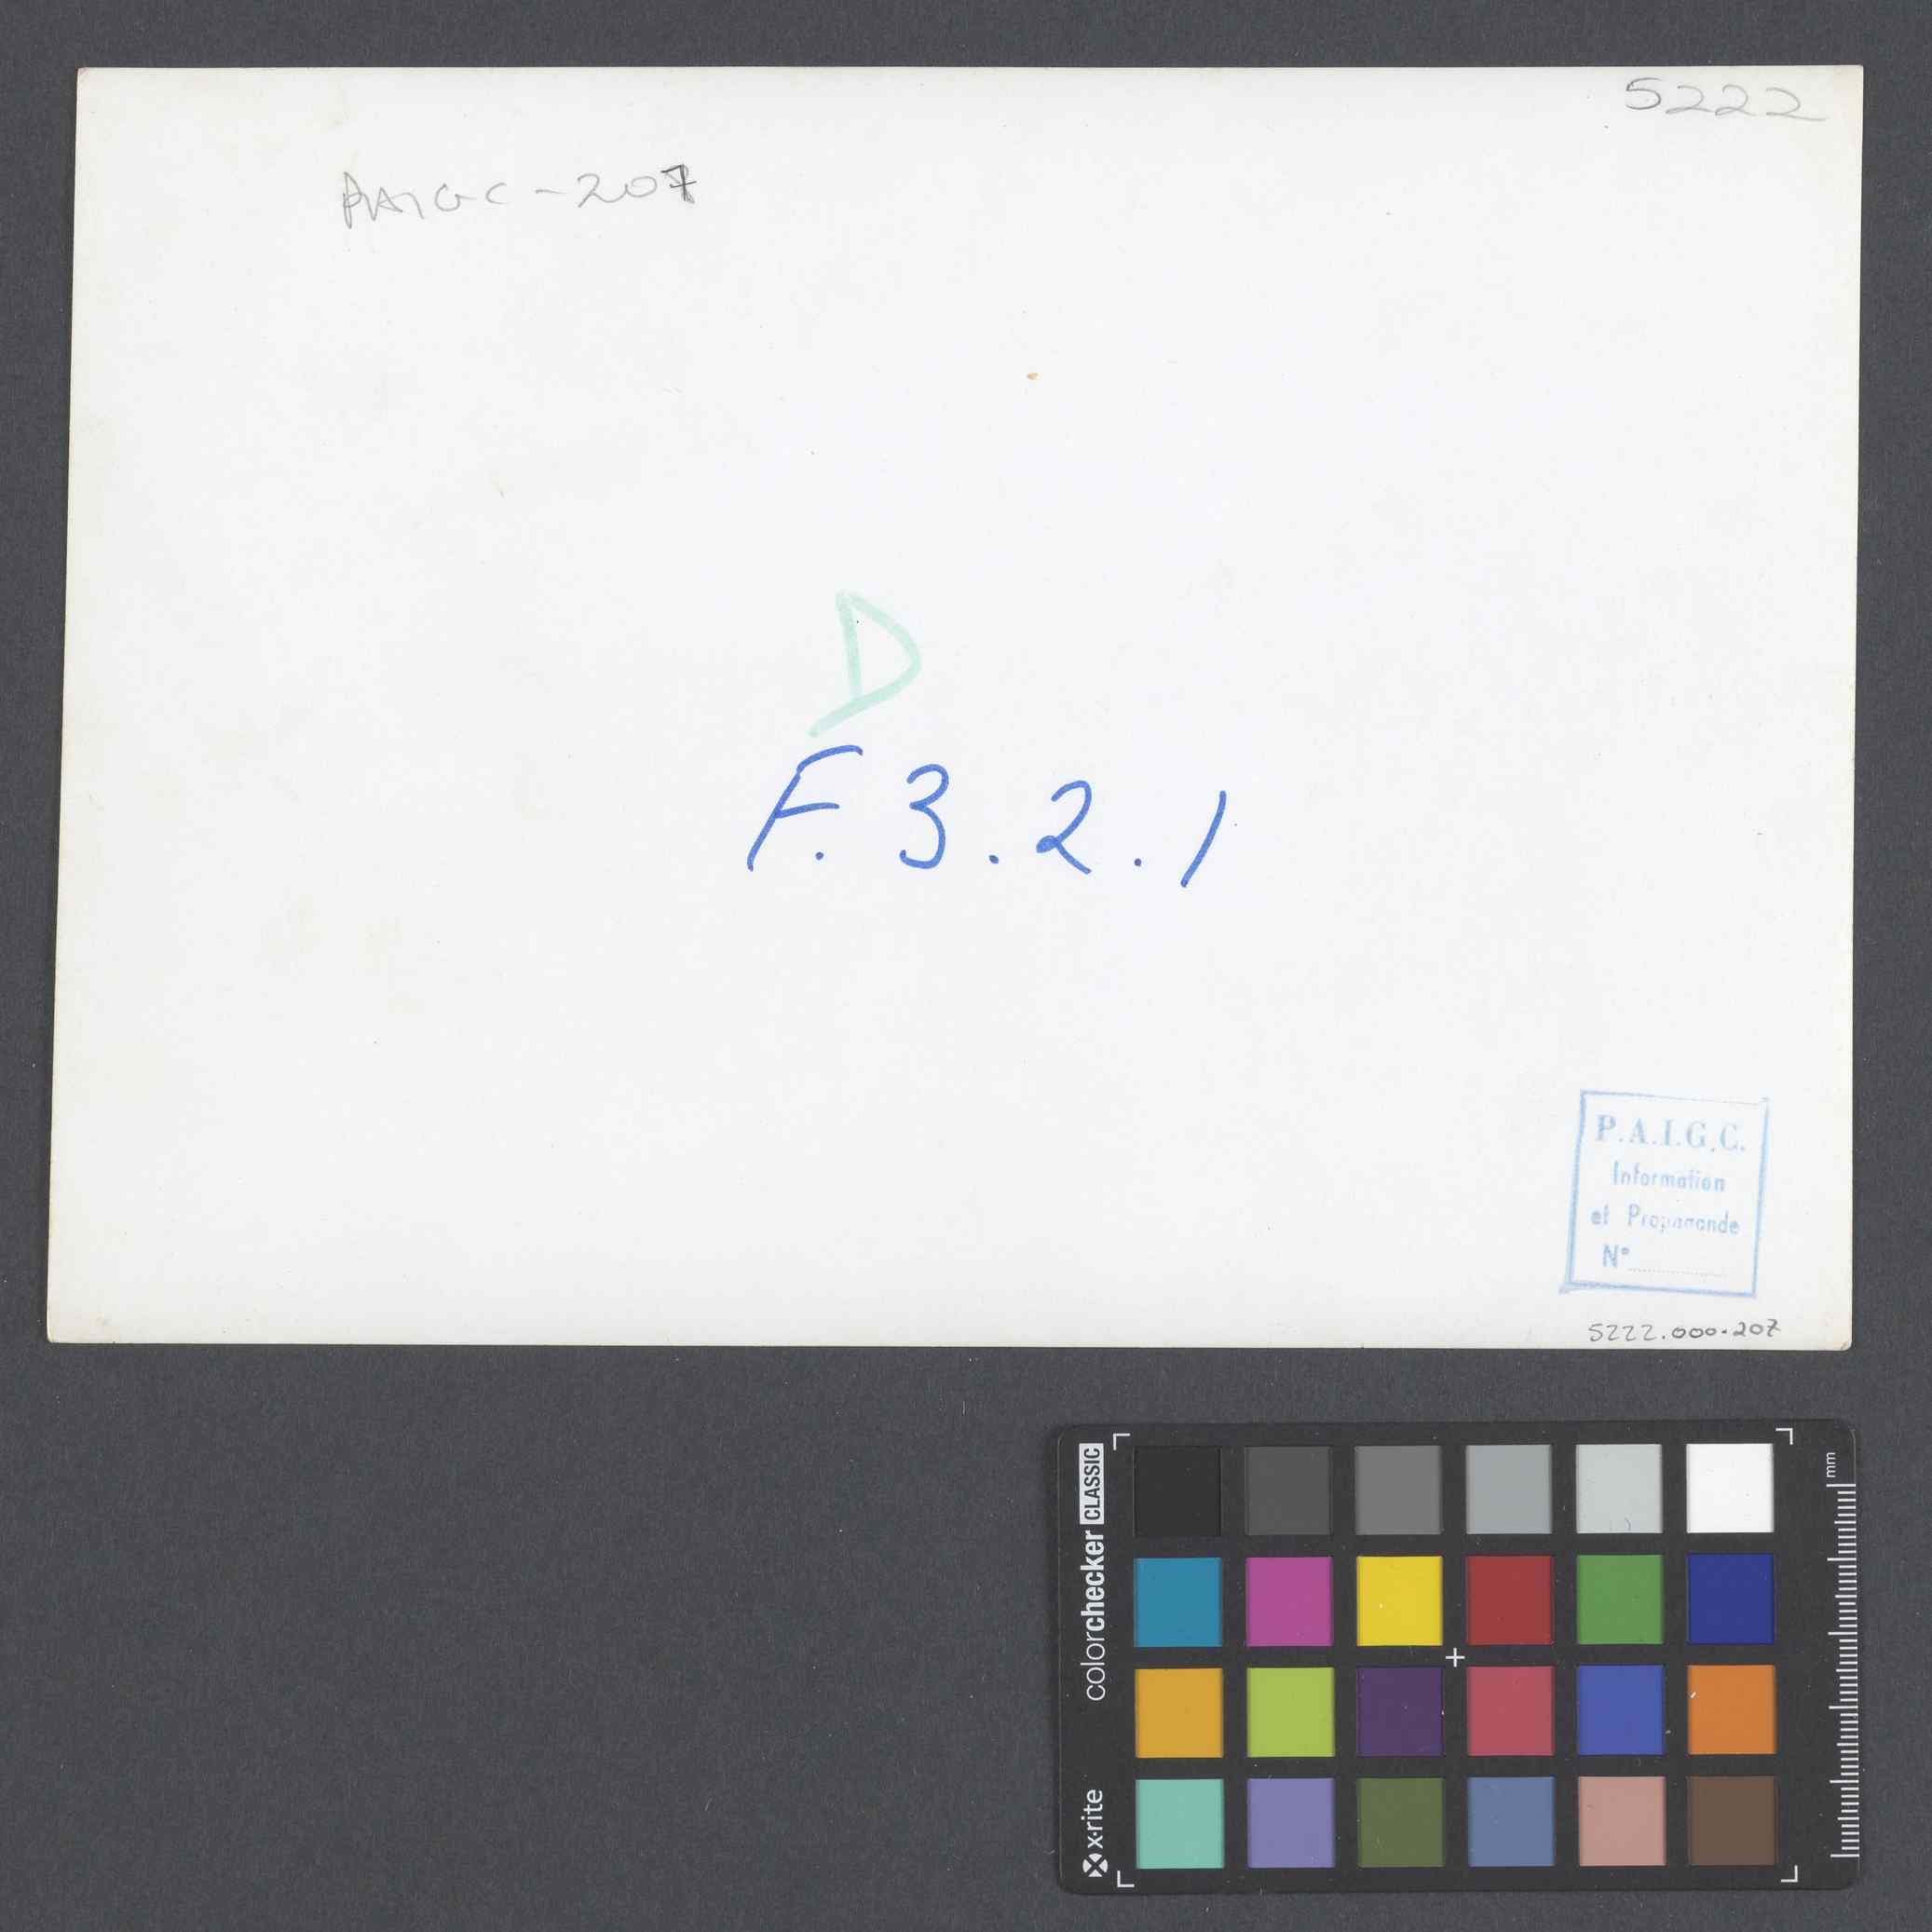 5222
PAIGC-207
D
F.3.2.1
P.A.I.G.C.
Information
et Propagande
N°
5222.000.207
colorchecker CLASSIC
x·rite
mm